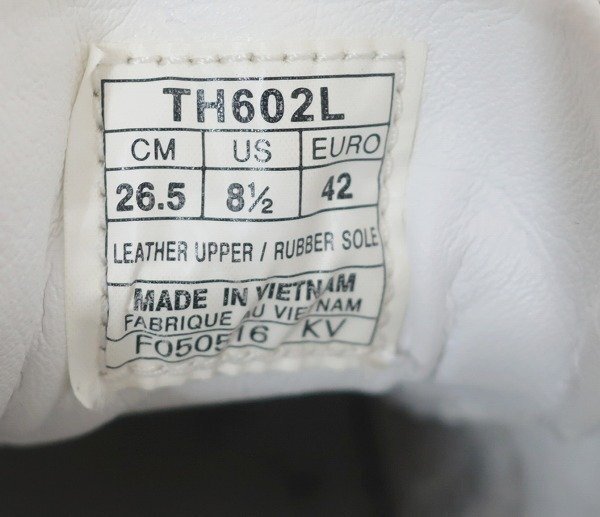 TH602L
CM US EURO
26.5 8½ 42
LEATHER UPPER / RUBBER SOLE
MADE IN VIETNAM
FABRIQUE AU VIETNAM
F050516 KV